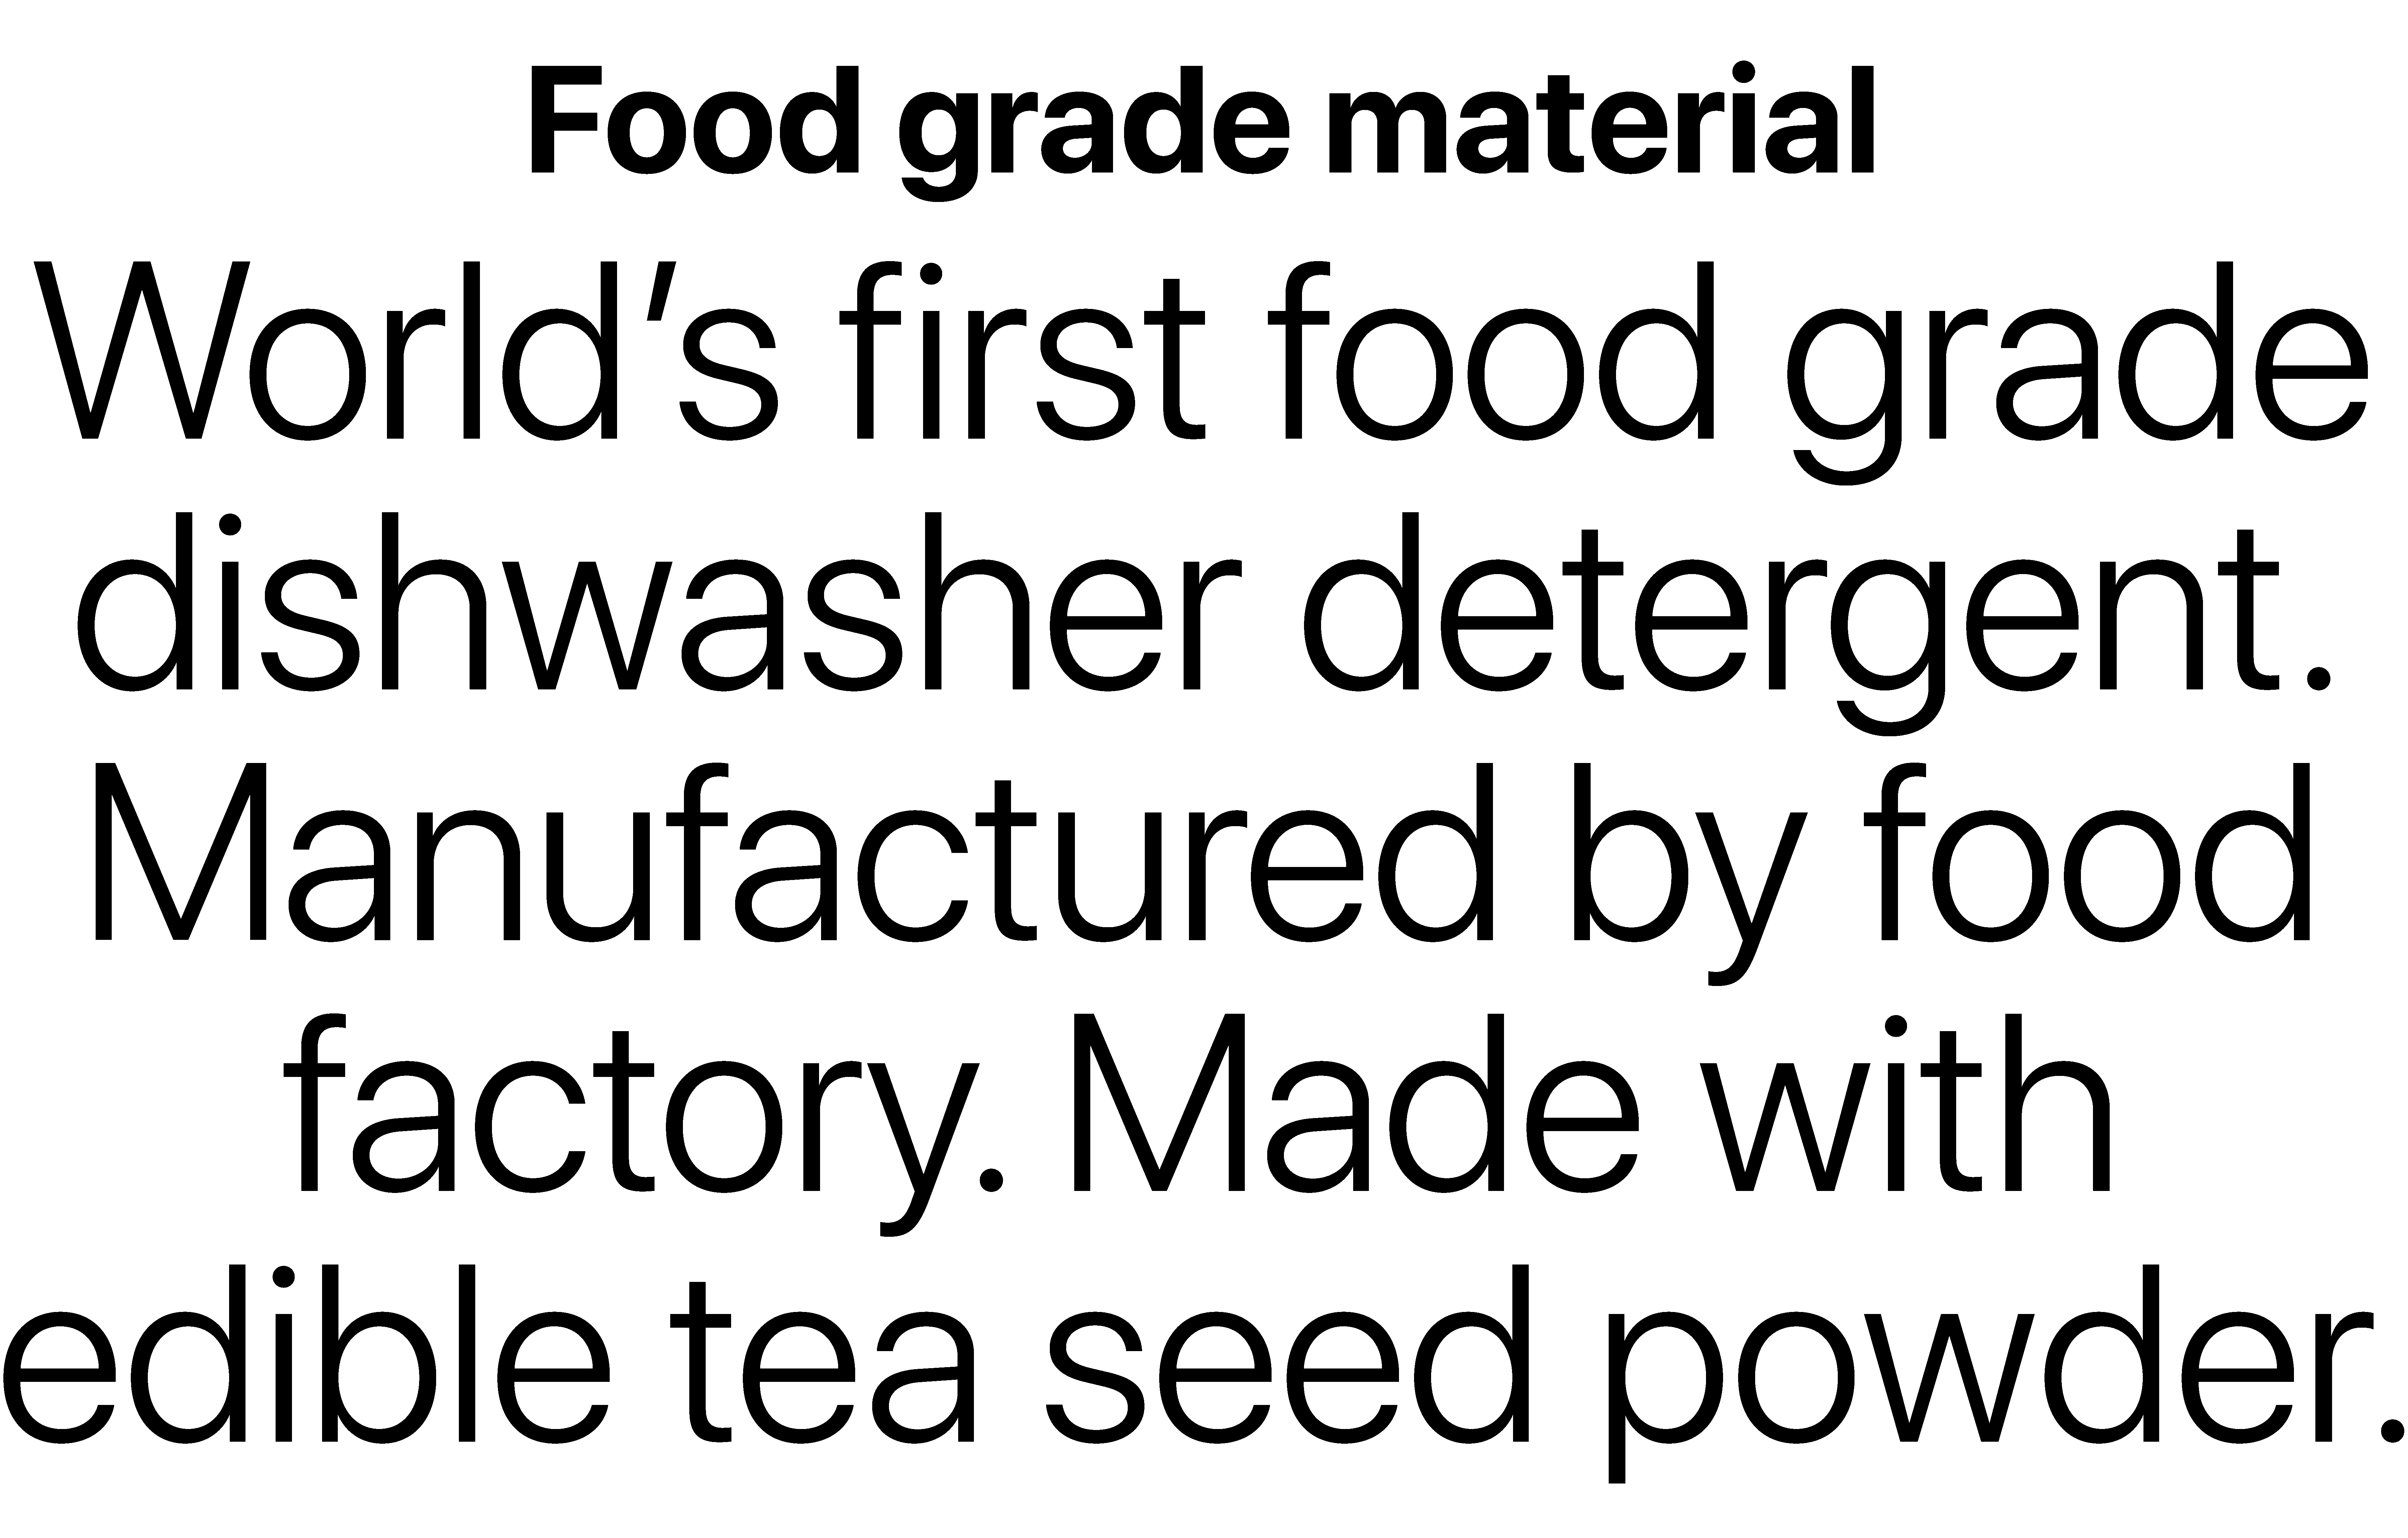 Food grade material
World’s first food grade
dishwasher detergent.
Manufactured by food
factory. Made with
edible tea seed powder.